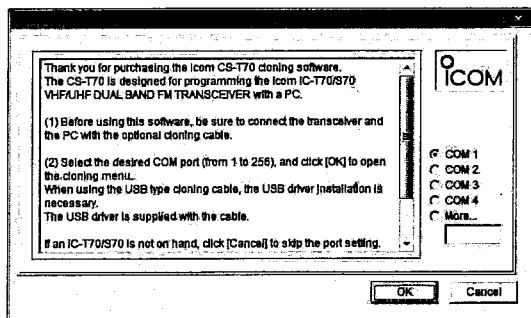 Thank you for purchasing the Icom CS-T70 cloning software.
The CS-T70 is designed for programming the Icom IC-T70/S70
VHF/UHF DUAL BAND FM TRANSCEIVER with a PC.
(1) Before using this software, be sure to connect the transceiver and
the PC with the optional cloning cable.
(2) Select the desired COM port (from 1 to 256), and click [OK] to open
the cloning menu.
When using the USB type cloning cable, the USB driver installation is
necessary.
The USB driver is supplied with the cable.
If an IC-T70/S70 is not on hand, click [Cancel] to skip the port setting.
ICOM
COM 1
COM 2
COM 3
COM 4
More...
OK
Cancel